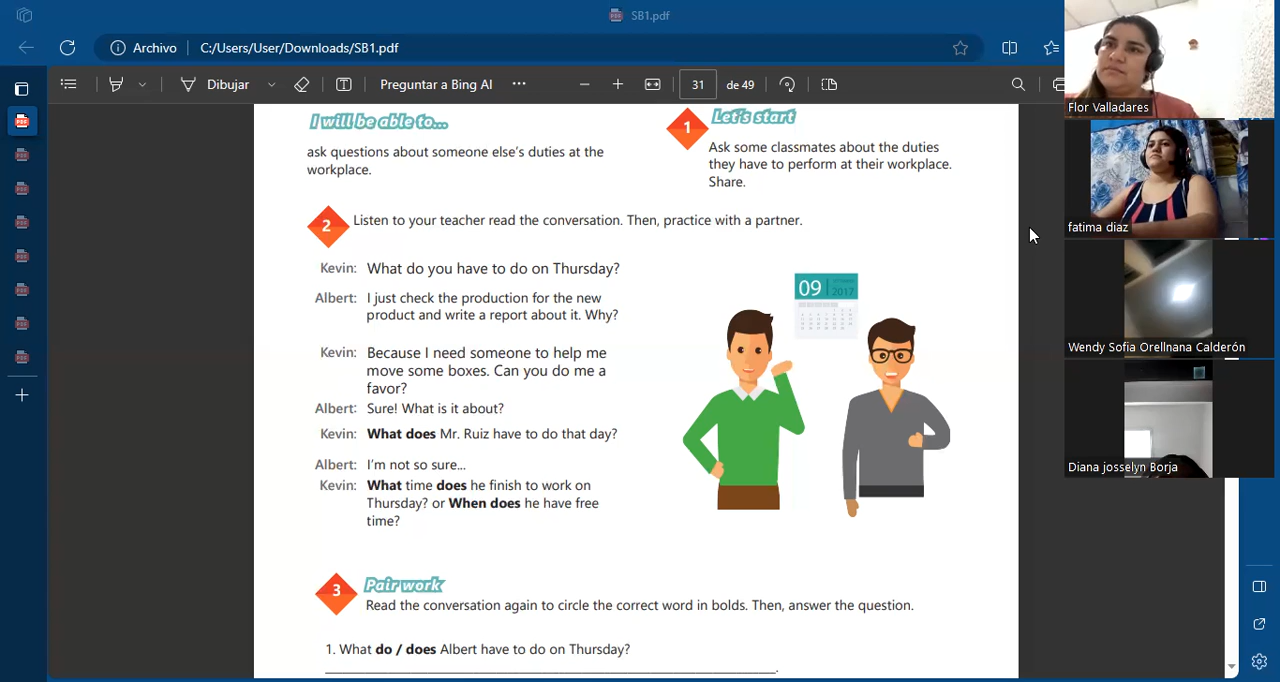 SB1.pdf
Archivo
C:/Users/User/Downloads/SB1.pdf
Dibujar
Preguntar a Bing AI
31
de 49
I will be able to...
ask questions about someone else's duties at the
workplace.
1
Let's start
Ask some classmates about the duties
they have to perform at their workplace.
Share.
2
Listen to your teacher read the conversation. Then, practice with a partner.
Kevin: What do you have to do on Thursday?
Albert: I just check the production for the new
product and write a report about it. Why?
Kevin: Because I need someone to help me
move some boxes. Can you do me a
favor?
Albert: Sure! What is it about?
Kevin: What does Mr. Ruiz have to do that day?
Albert: I'm not so sure...
Kevin: What time does he finish to work on
Thursday? or When does he have free
time?
09
2017
3
Pair work
Read the conversation again to circle the correct word in bolds. Then, answer the question.
1. What do / does Albert have to do on Thursday?
Flor Valladares
fatima diaz
Wendy Sofia Orellnana Calderón
Diana josselyn Borja